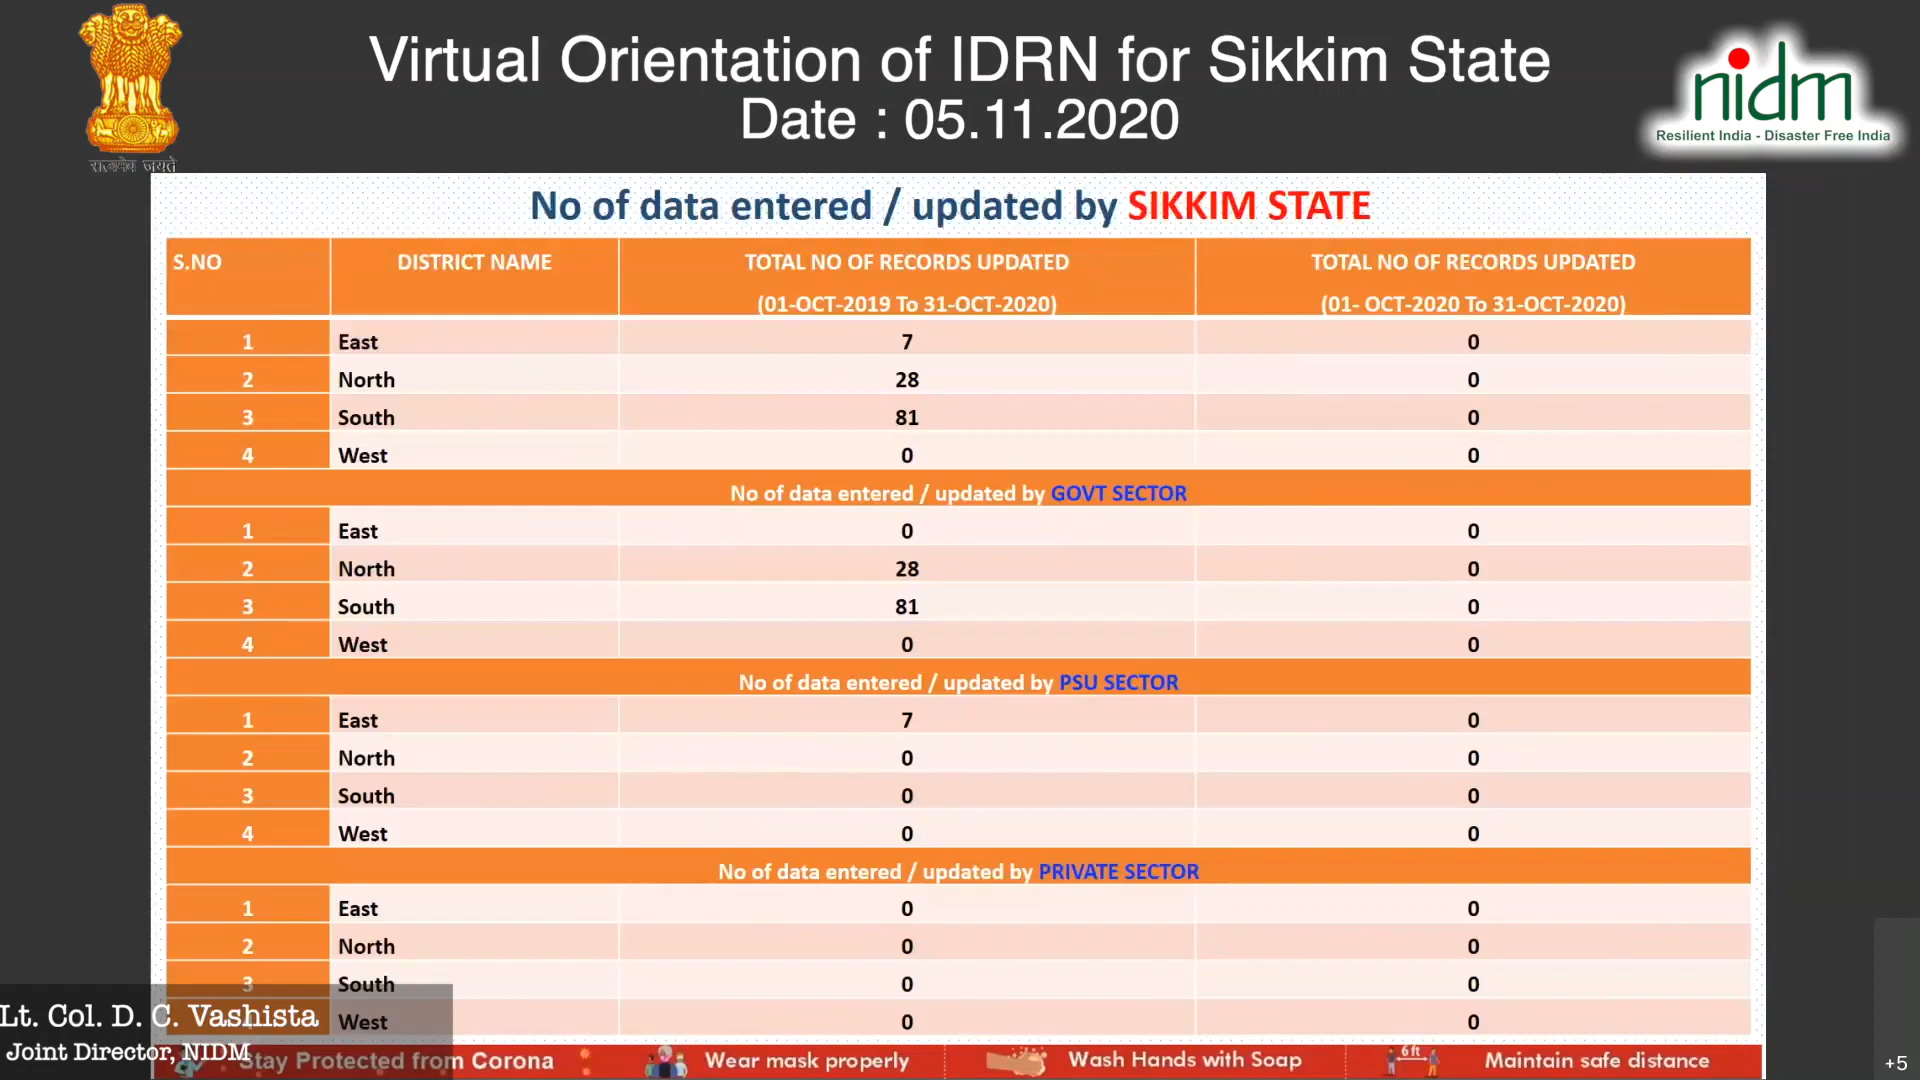 Virtual Orientation of IDRN for Sikkim State
Date : 05.11.2020
सत्यमेव जयते
nidm
Resilient India - Disaster Free India
No of data entered / updated by SIKKIM STATE
S.NO DISTRICT NAME TOTAL NO OF RECORDS UPDATED TOTAL NO OF RECORDS UPDATED
(01-OCT-2019 To 31-OCT-2020) (01- OCT-2020 To 31-OCT-2020)
1 East 7 0
2 North 28 0
3 South 81 0
4 West 0 0
No of data entered / updated by GOVT SECTOR
1 East 0 0
2 North 28 0
3 South 81 0
4 West 0 0
No of data entered / updated by PSU SECTOR
1 East 7 0
2 North 0 0
3 South 0 0
4 West 0 0
No of data entered / updated by PRIVATE SECTOR
1 East 0 0
2 North 0 0
3 South 0 0
West 0 0
Lt. Col. D. C. Vashista
Joint Director, NIDM
Stay Protected from Corona Wear mask properly Wash Hands with Soap 6 ft Maintain safe distance
+5